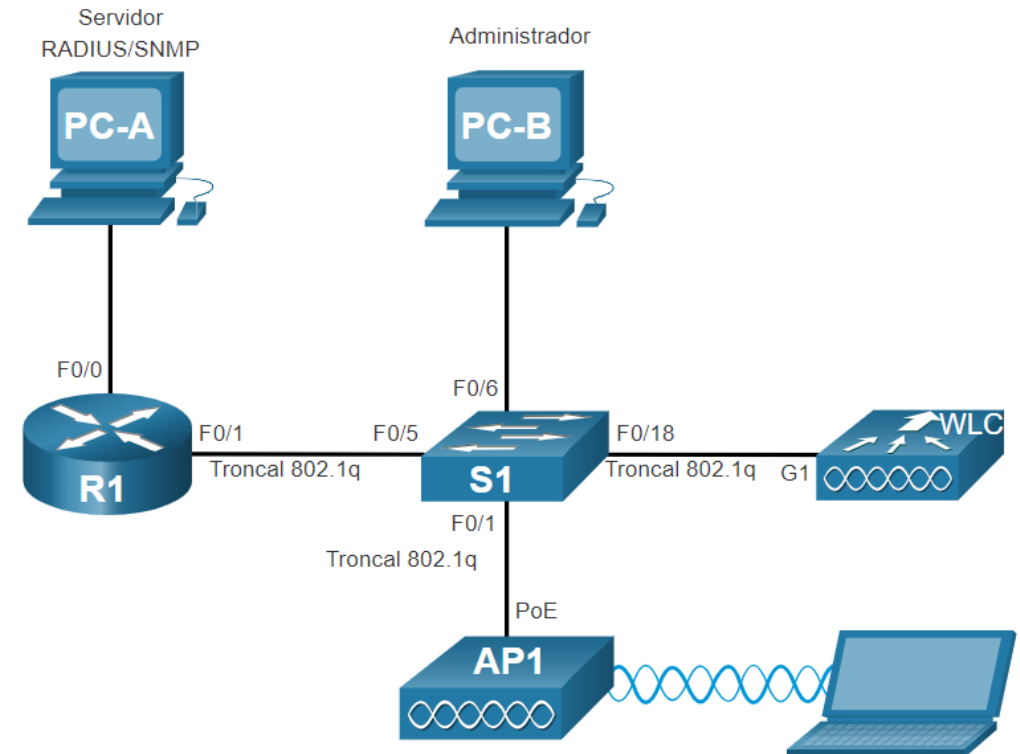 Servidor
RADIUS/SNMP
Administrador
PC-A
PC-B
F0/0
F0/6
F0/1
F0/5
F0/18
WLC
Troncal 802.1q
Troncal 802.1q
G1
R1
S1
F0/1
Troncal 802.1q
PoE
AP1